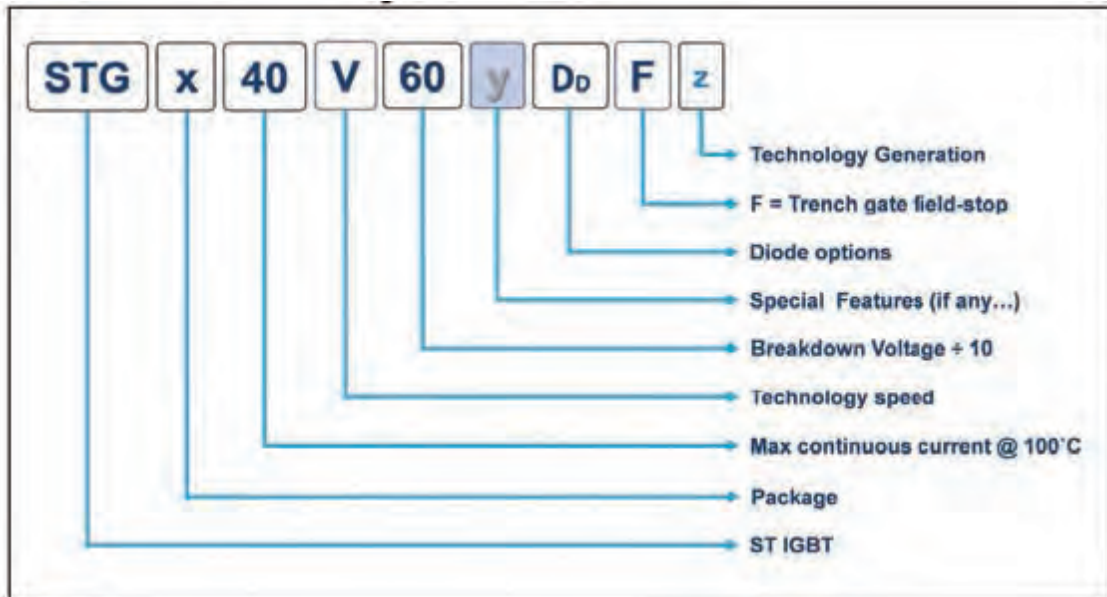 STG x 40 V 60 y DD F z
Technology Generation
F = Trench gate field-stop
Diode options
Special Features (if any...)
Breakdown Voltage ÷ 10
Technology speed
Max continuous current @ 100°C
Package
ST IGBT